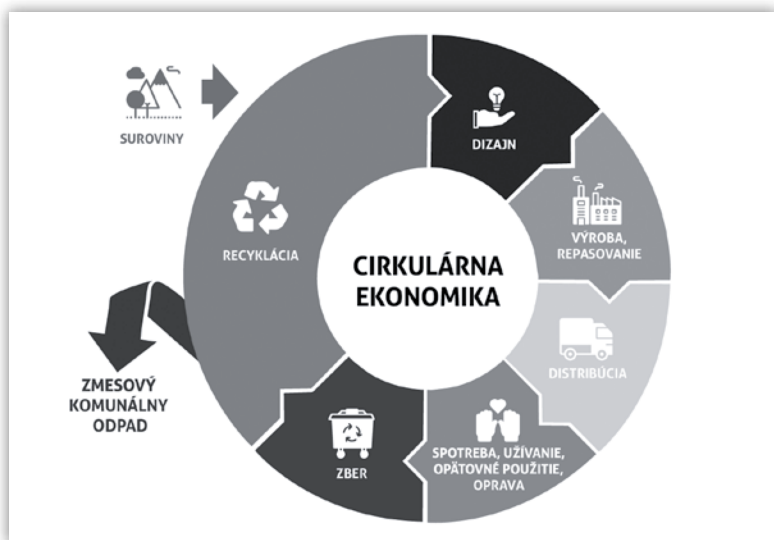 SUROVINY
DIZAJN
VÝROBA,
REPASOVANIE
DISTRIBÚCIA
SPOTREBA, UŽÍVANIE,
OPÄTOVNÉ POUŽITIE,
OPRAVA
ZBER
RECYKLÁCIA
ZMESOVÝ
KOMUNÁLNY
ODPAD
CIRKULÁRNA
EKONOMIKA